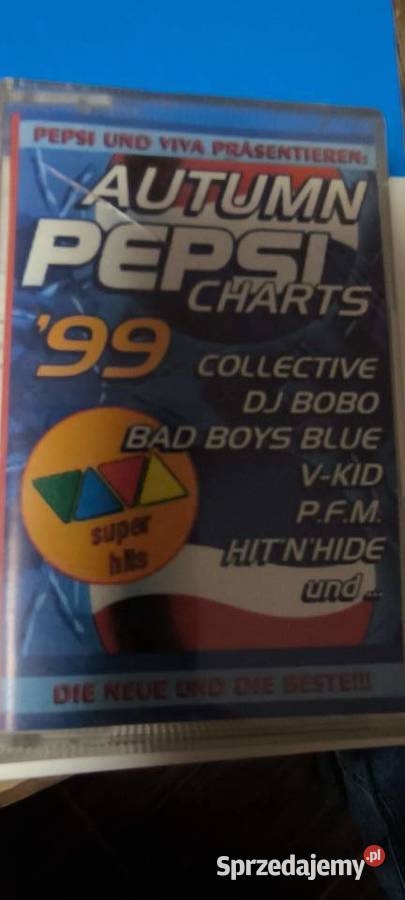 PEPSI UND VIVA PRÄSENTIEREN:
AUTUMN
PEPSI
CHARTS
'99
COLLECTIVE
DJ BOBO
BAD BOYS BLUE
V-KID
P.F.M.
HIT'N'HIDE
und ...
super
hits
DIE NEUE UND DIE BESTE!!!
Sprzedajemy.pl